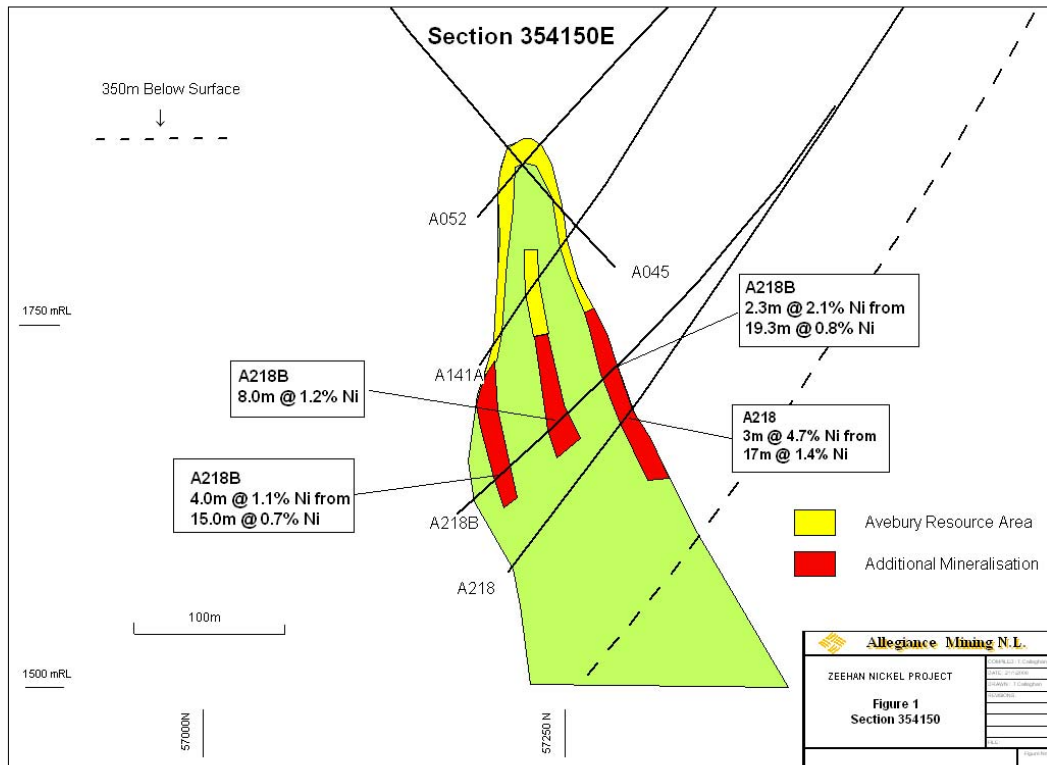 Section 354150E
350m Below Surface
↓
A052
A045
1750 mRL
A218B
2.3m @ 2.1% Ni from
19.3m @ 0.8% Ni
A141A
A218B
8.0m @ 1.2% Ni
A218
3m @ 4.7% Ni from
17m @ 1.4% Ni
A218B
4.0m @ 1.1% Ni from
15.0m @ 0.7% Ni
A218B
Avebury Resource Area
Additional Mineralisation
A218
100m
1500 mRL
57000N
57250 N
Allegiance Mining N.L.
ZEEHAN NICKEL PROJECT
Figure 1
Section 354150